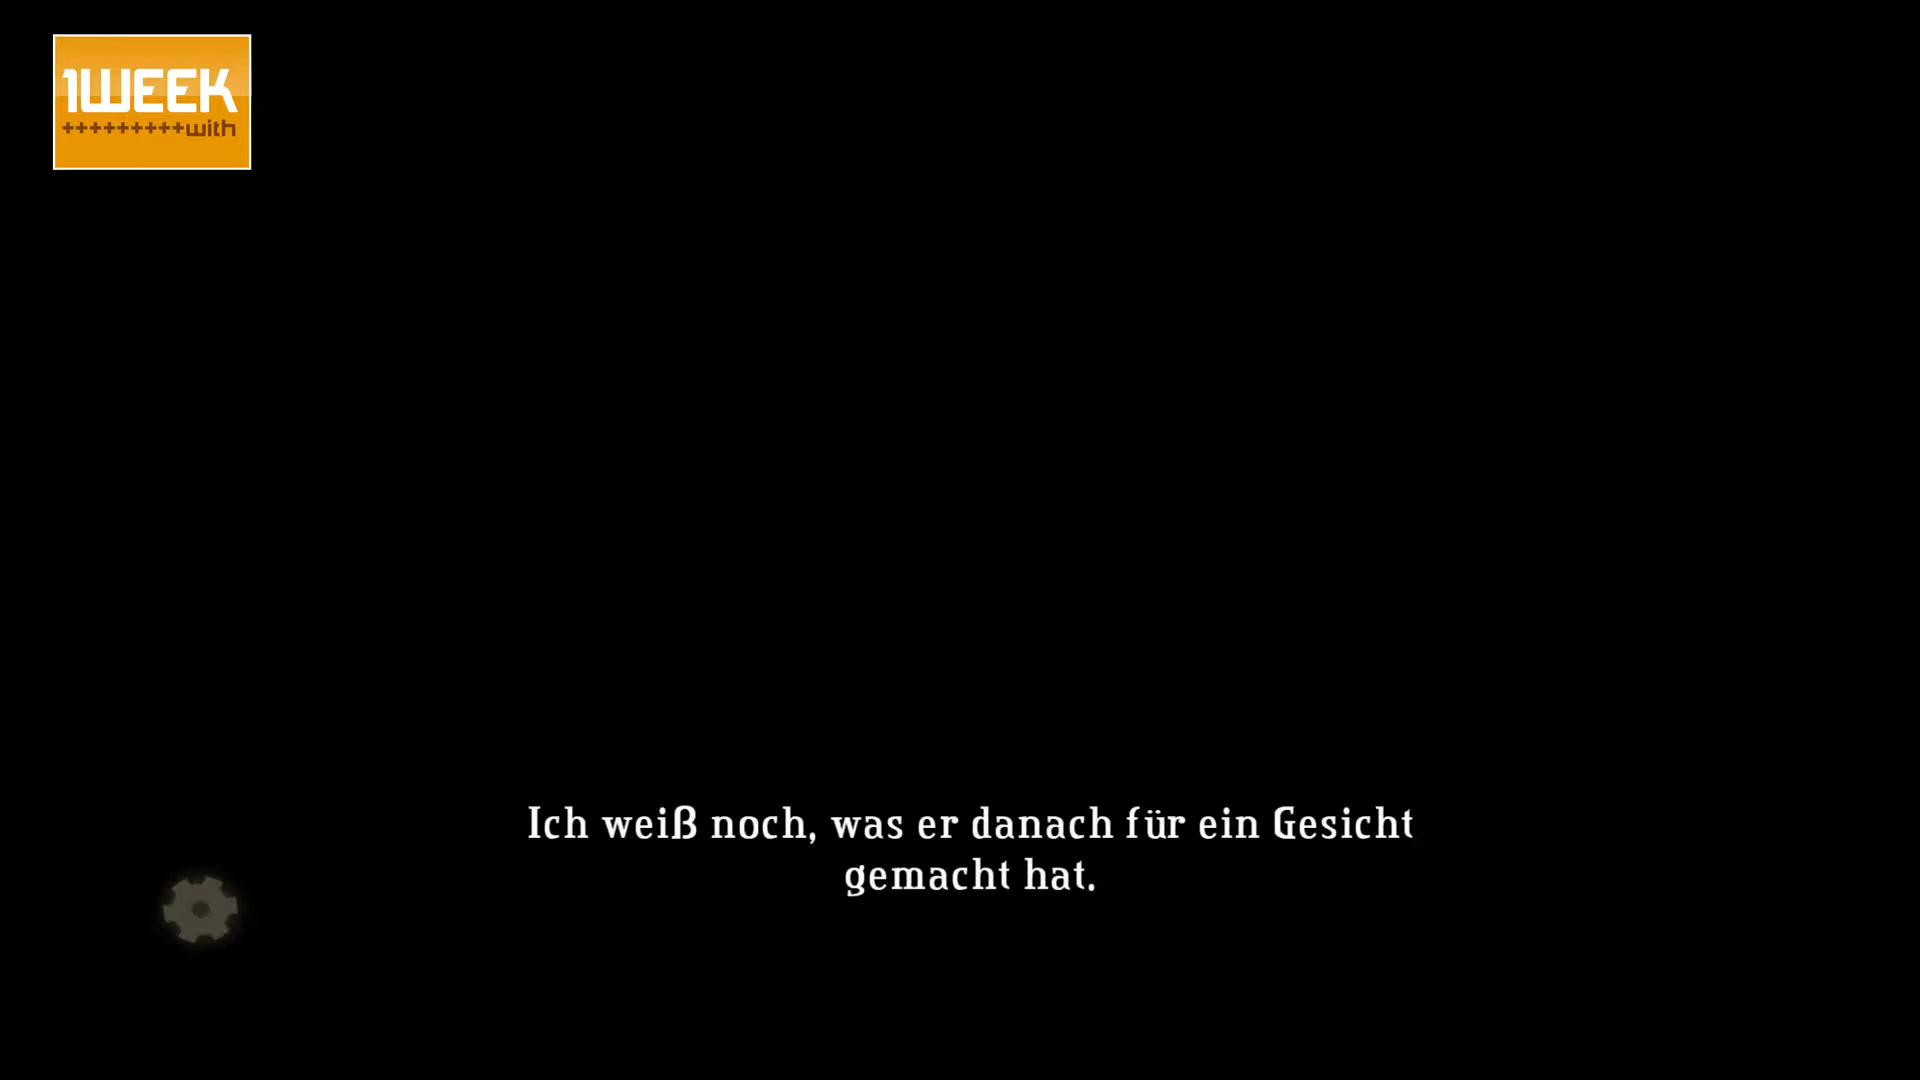 1WEEK
+++++++++with
Ich weiß noch, was er danach für ein Gesicht
gemacht hat.